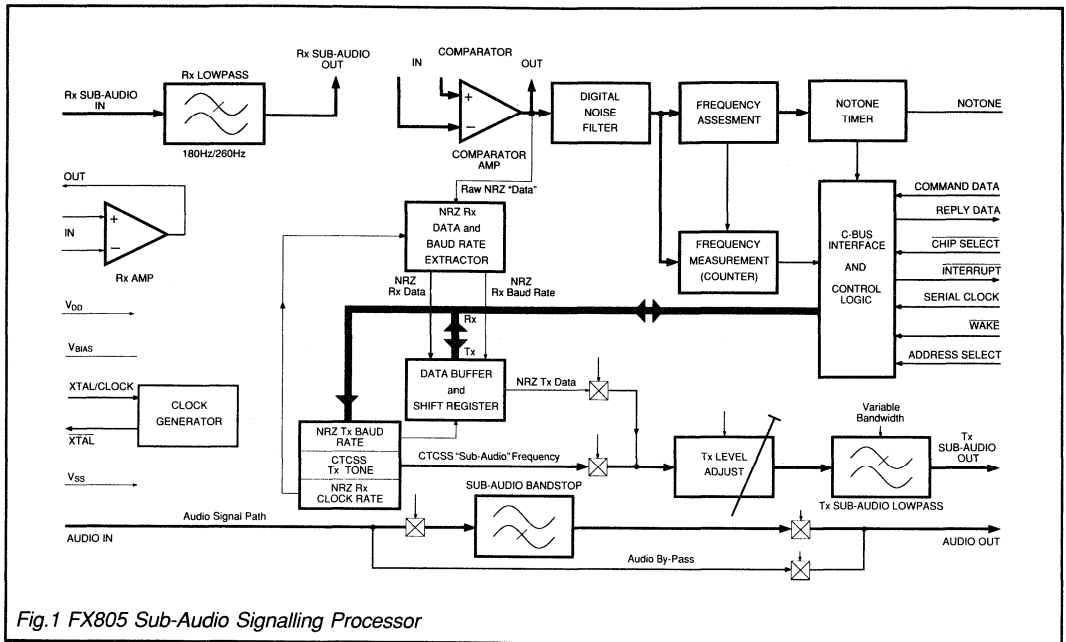 Rx SUB-AUDIO
IN
Rx LOWPASS
180Hz/260Hz
Rx SUB-AUDIO
OUT
COMPARATOR
IN
OUT
+
−
COMPARATOR
AMP
DIGITAL
NOISE
FILTER
FREQUENCY
ASSESMENT
NOTONE
TIMER
NOTONE
OUT
+
IN
−
Rx AMP
Raw NRZ "Data"
NRZ Rx
DATA and
BAUD RATE
EXTRACTOR
FREQUENCY
MEASUREMENT
(COUNTER)
C-BUS
INTERFACE
AND
CONTROL
LOGIC
COMMAND DATA
REPLY DATA
CHIP SELECT
INTERRUPT
SERIAL CLOCK
WAKE
ADDRESS SELECT
NRZ
Rx Data
NRZ
Rx Baud Rate
Rx
Tx
VDD
VBIAS
XTAL/CLOCK
XTAL
CLOCK
GENERATOR
VSS
DATA BUFFER
and
SHIFT REGISTER
NRZ Tx Data
NRZ Tx BAUD
RATE
CTCSS
Tx TONE
NRZ Rx
CLOCK RATE
CTCSS "Sub-Audio" Frequency
Tx LEVEL
ADJUST
Variable
Bandwidth
Tx
SUB-AUDIO
OUT
Tx SUB-AUDIO LOWPASS
SUB-AUDIO BANDSTOP
Audio Signal Path
AUDIO IN
AUDIO OUT
Audio By-Pass
Fig.1 FX805 Sub-Audio Signalling Processor